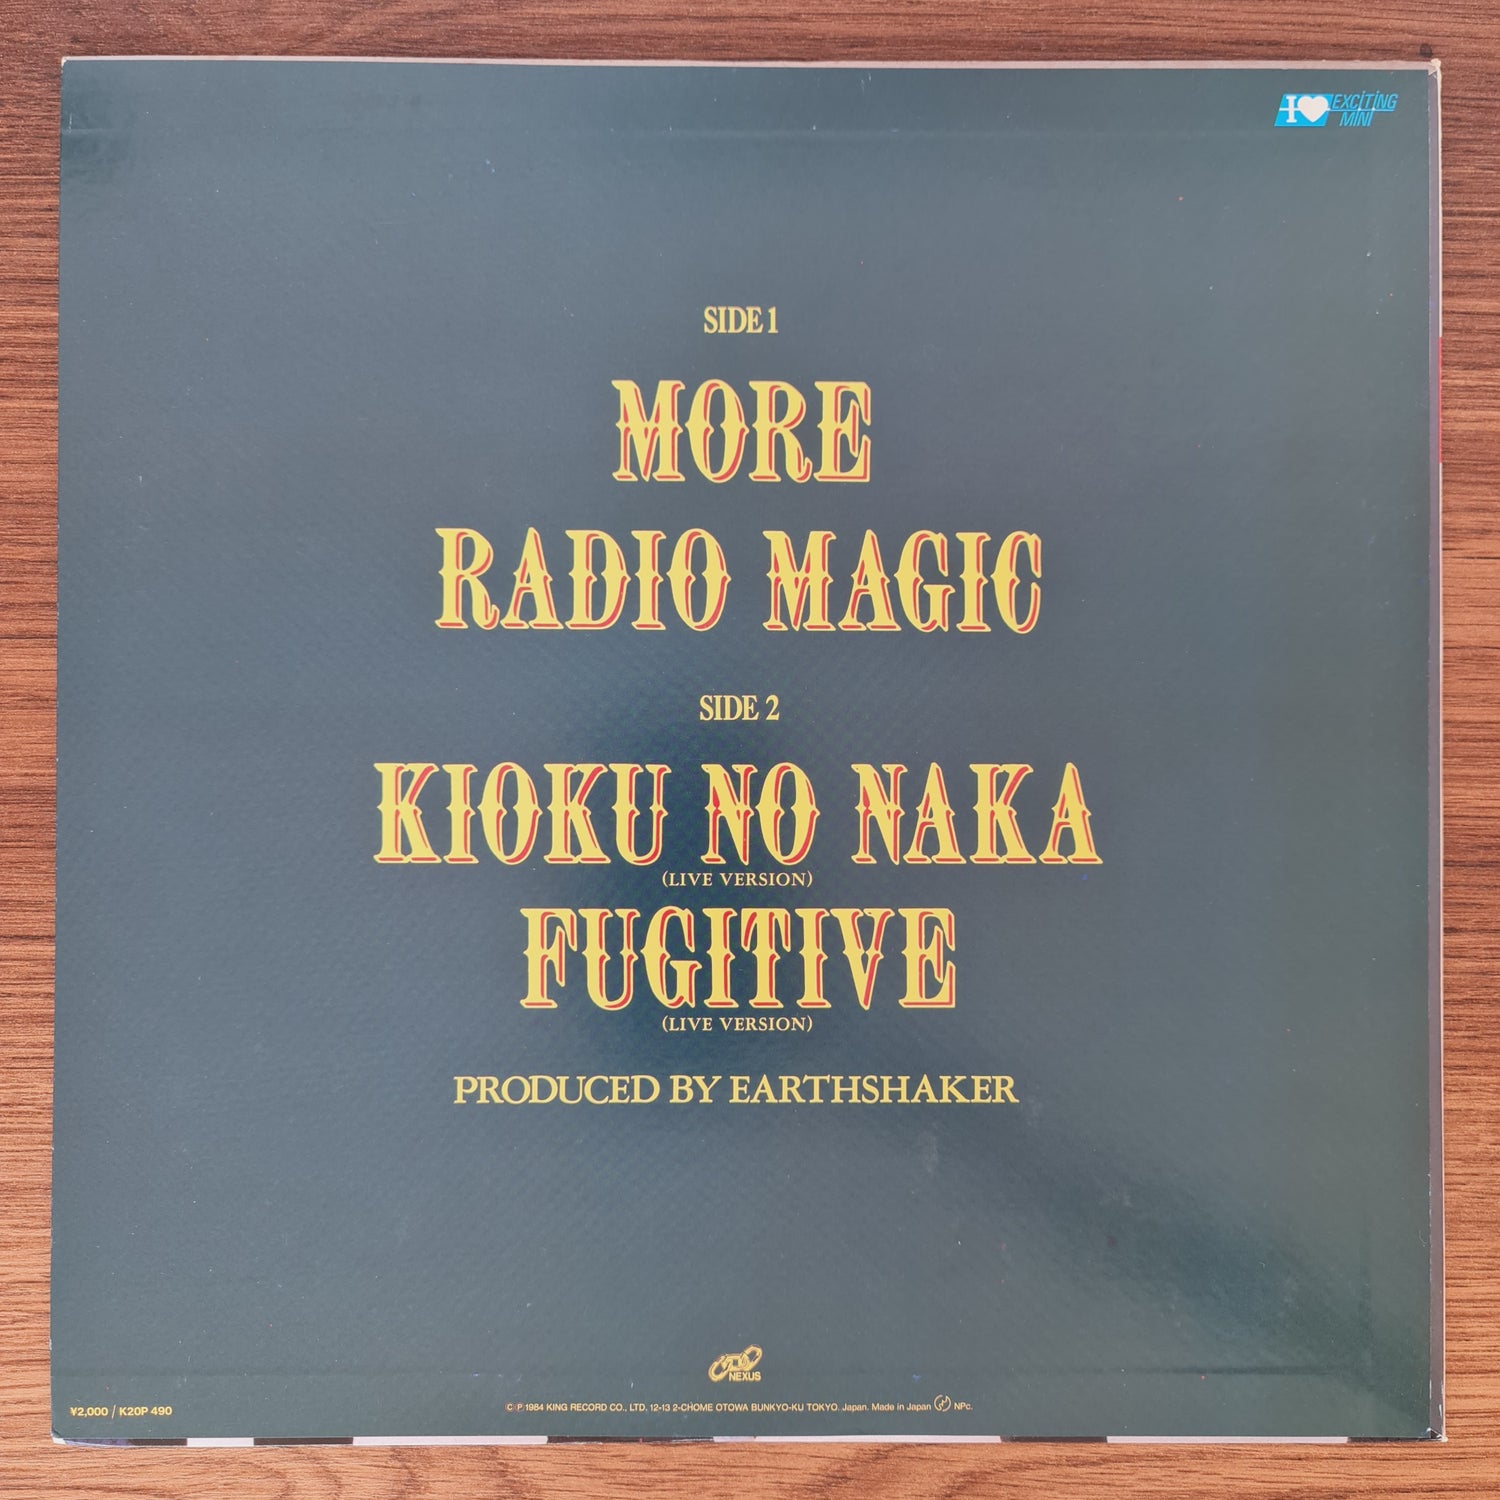 I ♥ EXCITING
MINI
SIDE 1
MORE
RADIO MAGIC
SIDE 2
KIOKU NO NAKA
(LIVE VERSION)
FUGITIVE
(LIVE VERSION)
PRODUCED BY EARTHSHAKER
NEXUS
¥2,000 / K20P 490
ⒸⓅ1984 KING RECORD CO., LTD, 12-13 2-CHOME OTOWA BUNKYO-KU TOKYO. Japan. Made in Japan NPc.